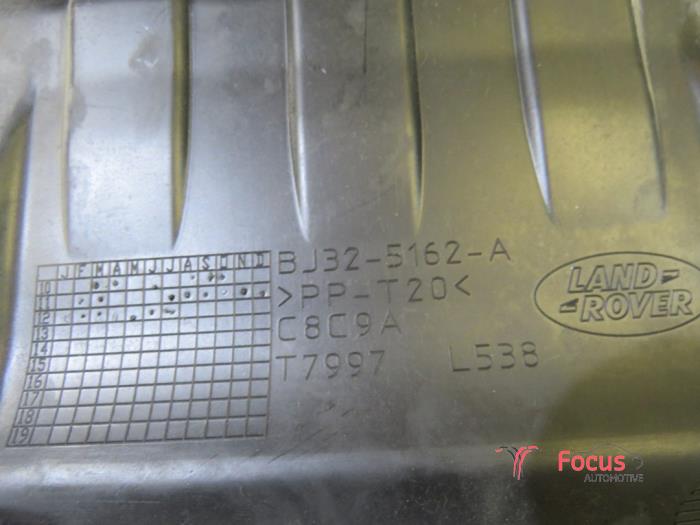 J F M A M J J A S O N D
10
11
12
13
14
15
16
17
18
19
BJ32-5162-A
>PP-T20<
C8C9A
T7997 L538
LAND
ROVER
Focus
AUTOMOTIVE